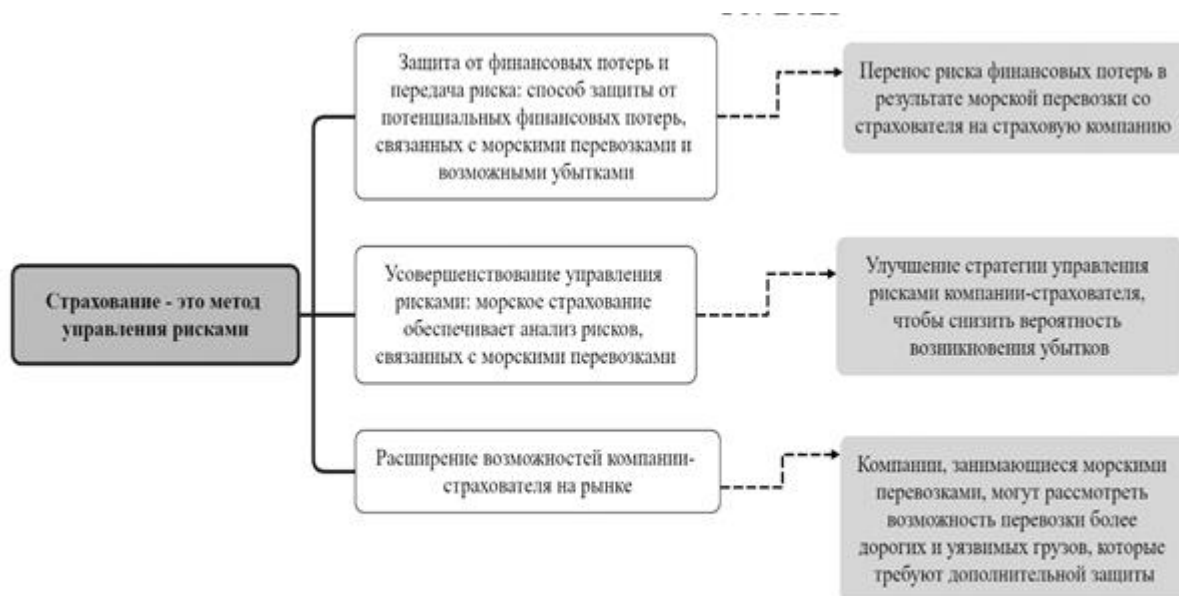 Защита от финансовых потерь и
передача риска: способ защиты от
потенциальных финансовых потерь,
связанных с морскими перевозками и
возможными убытками
Перенос риска финансовых потерь в
результате морской перевозки со
страхователя на страховую компанию
Страхование - это метод
управления рисками
Усовершенствование управления
рисками: морское страхование
обеспечивает анализ рисков,
связанных с морскими перевозками
Улучшение стратегии управления
рисками компании-страхователя,
чтобы снизить вероятность
возникновения убытков
Расширение возможностей компании-
страхователя на рынке
Компании, занимающиеся морскими
перевозками, могут рассмотреть
возможность перевозки более
дорогих и уязвимых грузов, которые
требуют дополнительной защиты